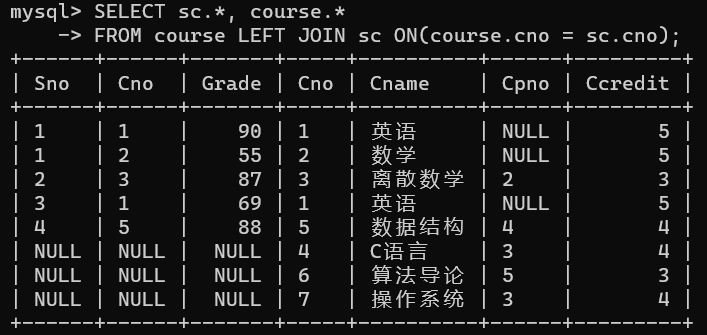 mysql> SELECT sc.*, course.*
    -> FROM course LEFT JOIN sc ON(course.cno = sc.cno);
+------+------+-------+-----+----------+------+---------+
| Sno  | Cno  | Grade | Cno | Cname    | Cpno | Ccredit |
+------+------+-------+-----+----------+------+---------+
| 1    | 1    |    90 | 1   | 英语     | NULL |       5 |
| 1    | 2    |    55 | 2   | 数学     | NULL |       5 |
| 2    | 3    |    87 | 3   | 离散数学 | 2    |       3 |
| 3    | 1    |    69 | 1   | 英语     | NULL |       5 |
| 4    | 5    |    88 | 5   | 数据结构 | 4    |       4 |
| NULL | NULL |  NULL | 4   | C语言    | 3    |       4 |
| NULL | NULL |  NULL | 6   | 算法导论 | 5    |       3 |
| NULL | NULL |  NULL | 7   | 操作系统 | 3    |       4 |
+------+------+-------+-----+----------+------+---------+